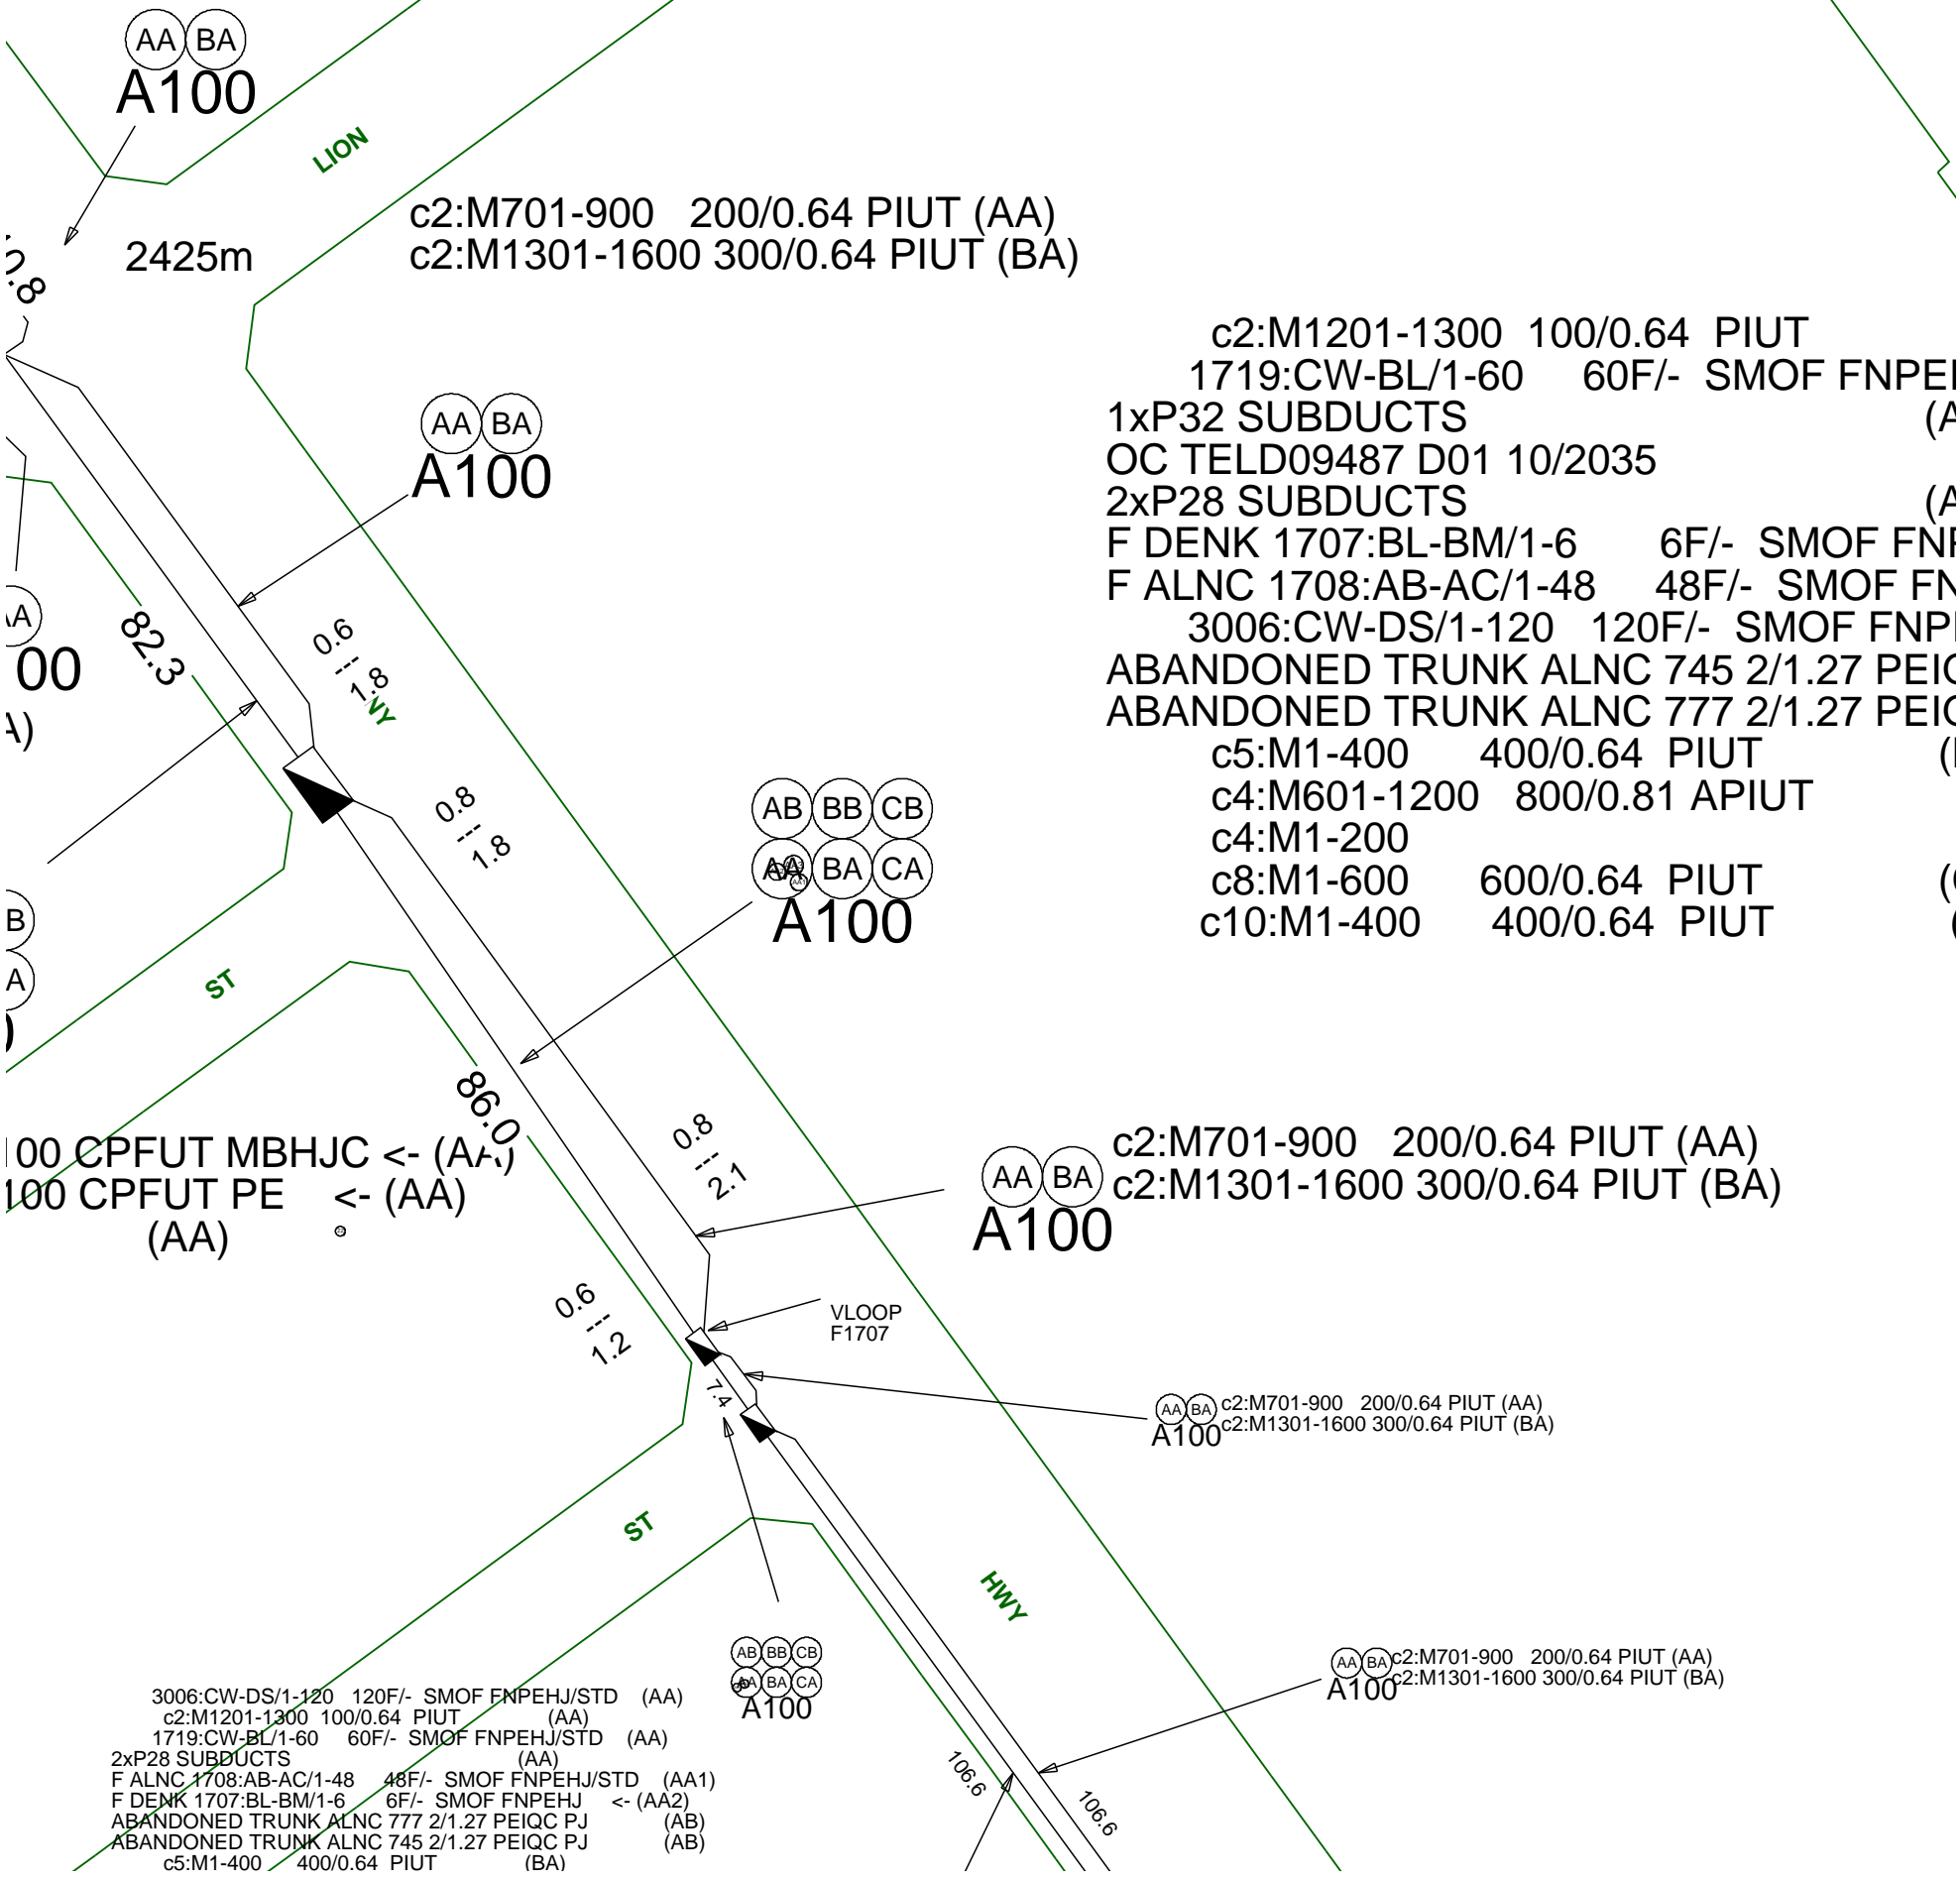 AA BA
A100
LION
c2:M701-900 200/0.64 PIUT (AA)
c2:M1301-1600 300/0.64 PIUT (BA)
2425m
0.8
c2:M1201-1300 100/0.64 PIUT
1719:CW-BL/1-60 60F/- SMOF
1xP32 SUBDUCTS
OC TELD09487 D01 10/2035
2xP28 SUBDUCTS
F DENK 1707:BL-BM/1-6 6F/- SMOF
F ALNC 1708:AB-AC/1-48 48F/- SMOF
3006:CW-DS/1-120 120F/- SMOF
ABANDONED TRUNK ALNC 745 2/1.27
ABANDONED TRUNK ALNC 777 2/1.27
c5:M1-400 400/0.64 PIUT
c4:M601-1200 800/0.81 APIUT
c4:M1-200
c8:M1-600 600/0.64 PIUT
c10:M1-400 400/0.64 PIUT
AA BA
A100
0.6
---
1.8
NY
82.3
00
A)
0.8
---
1.8
AB BB CB
AA BA CA
A100
B
A
ST
86.0
00 CPFUT MBHJC <- (AA)
100 CPFUT PE <- (AA)
(AA)
0.8
---
2.1
AA BA
A100
c2:M701-900 200/0.64 PIUT (AA)
c2:M1301-1600 300/0.64 PIUT (BA)
0.6
---
1.2
VLOOP
F1707
7.4
AA BA
A100
c2:M701-900 200/0.64 PIUT (AA)
c2:M1301-1600 300/0.64 PIUT (BA)
ST
HWY
AB BB CB
AA BA CA
A100
AA BA
A100
c2:M701-900 200/0.64 PIUT (AA)
c2:M1301-1600 300/0.64 PIUT (BA)
106.6
106.6
3006:CW-DS/1-120 120F/- SMOF FNPEHJ/STD (AA)
c2:M1201-1300 100/0.64 PIUT (AA)
1719:CW-BL/1-60 60F/- SMOF FNPEHJ/STD (AA)
2xP28 SUBDUCTS (AA)
F ALNC 1708:AB-AC/1-48 48F/- SMOF FNPEHJ/STD (AA1)
F DENK 1707:BL-BM/1-6 6F/- SMOF FNPEHJ <- (AA2)
ABANDONED TRUNK ALNC 777 2/1.27 PEIQC PJ (AB)
ABANDONED TRUNK ALNC 745 2/1.27 PEIQC PJ (AB)
c5:M1-400 400/0.64 PIUT (BA)